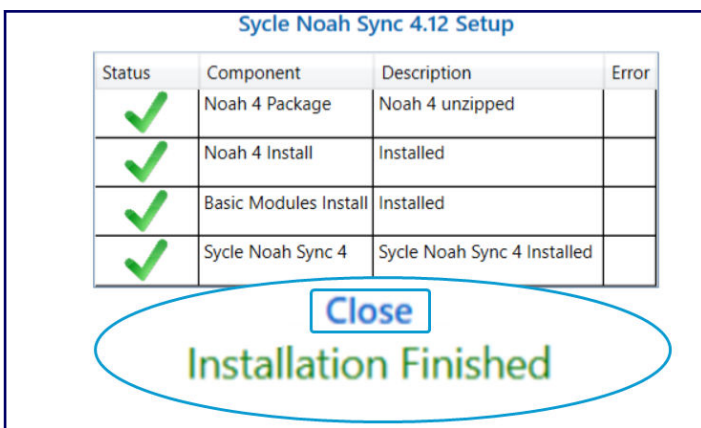 Sycle Noah Sync 4.12 Setup
Status Component Description Error
Noah 4 Package Noah 4 unzipped
Noah 4 Install Installed
Basic Modules Install Installed
Sycle Noah Sync 4 Sycle Noah Sync 4 Installed
Close
Installation Finished